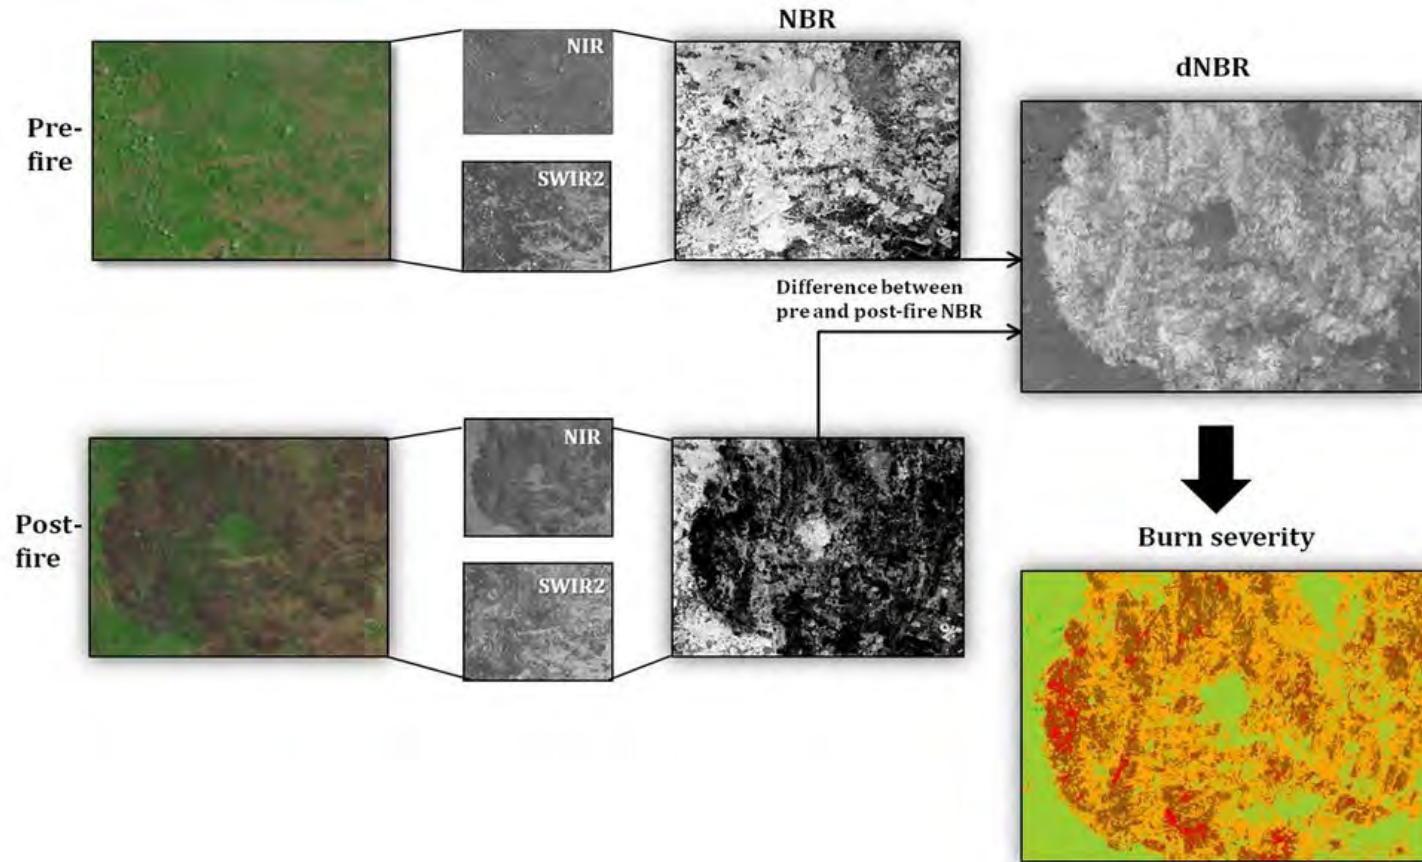 NBR
NIR
dNBR
Pre-
fire
SWIR2
Difference between
pre and post-fire NBR
NIR
Post-
fire
SWIR2
Burn severity